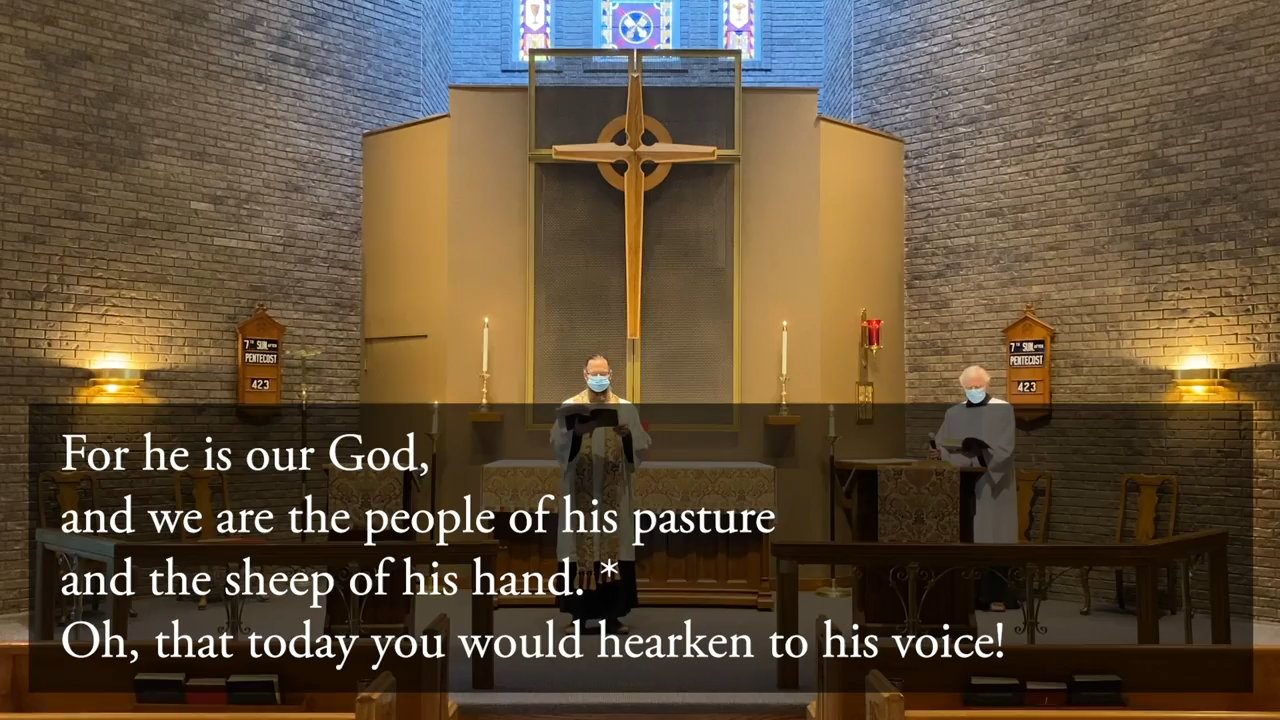 7TH SUN AFTER
PENTECOST
423
7TH SUN AFTER
PENTECOST
423
For he is our God,
and we are the people of his pasture
and the sheep of his hand. *
Oh, that today you would hearken to his voice!